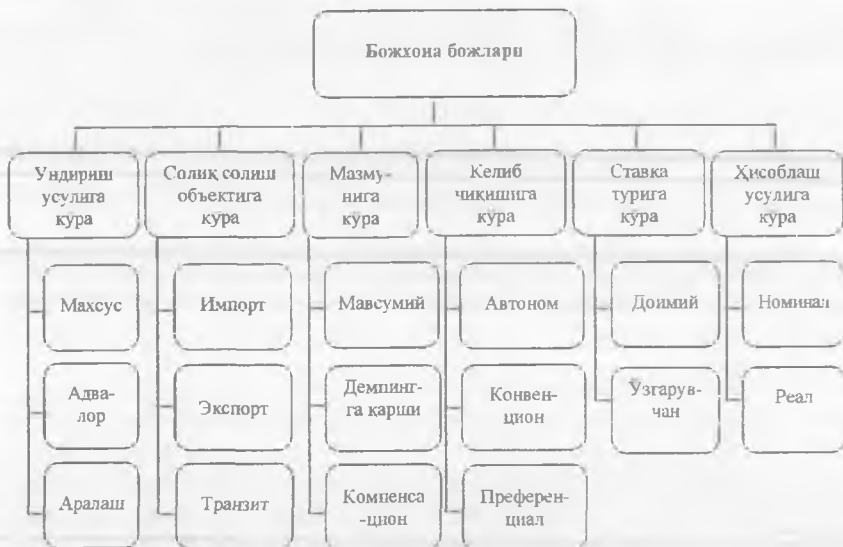 Божхона божлари
Ундириш
усулига
кўра
Солиқ солиш
объектига
кўра
Мазму-
нига
кўра
Келиб
чиқишига
кўра
Ставка
турига
кўра
Ҳисоблаш
усулига
кўра
Махсус
Импорт
Мавсумий
Автоном
Доимий
Номинал
Адва-
лор
Экспорт
Демпинг-
га қарши
Конвен-
цион
Ўзгарув-
чан
Реал
Аралаш
Транзит
Компенса
-цион
Преферен-
циал